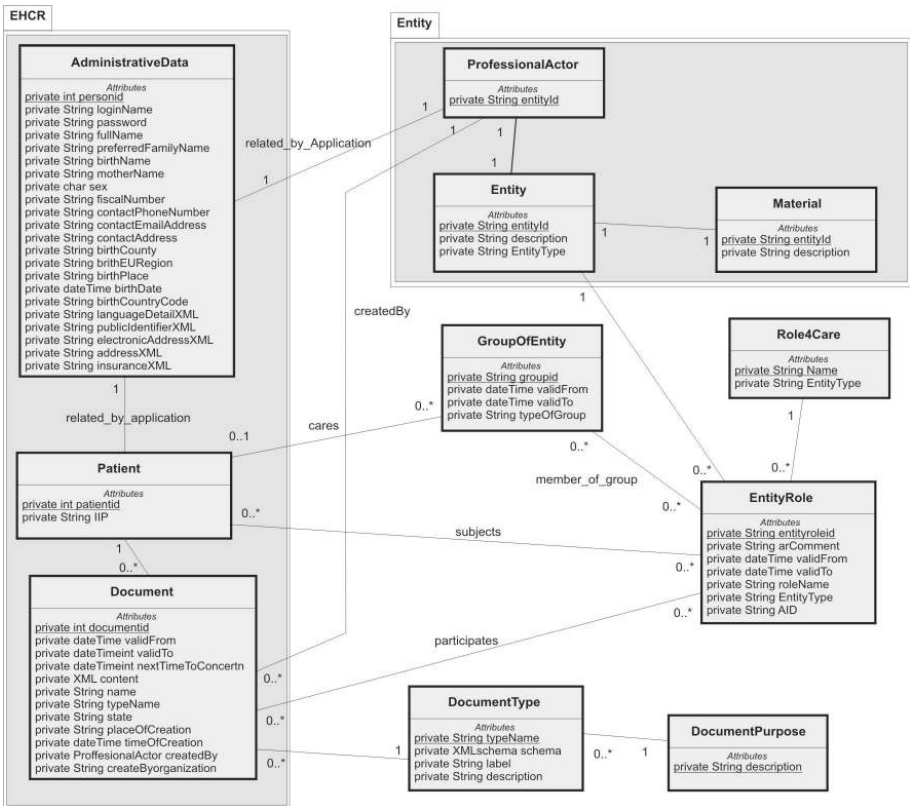 EHCR
AdministrativeData
Attributes
private int personid
private String loginName
private String password
private String fullName
private String preferredFamilyName
private String birthName
private String motherName
private char sex
private String fiscalNumber
private String contactPhoneNumber
private String contactEmailAddress
private String contactAddress
private String birthCounty
private String brithEURegion
private String birthPlace
private dateTime birthDate
private String birthCountryCode
private String languageDetailXML
private String publicIdentifierXML
private String electronicAddressXML
private String addressXML
private String insuranceXML
1
related_by_application
Patient
Attributes
private int patientid
private String IIP
1
0..*
Document
Attributes
private int documentid
private dateTime validFrom
private dateTimeint validTo
private dateTimeint nextTimeToConcertn
private XML content
private String name
private String typeName
private String state
private String placeOfCreation
private dateTime timeOfCreation
private ProffesionalActor createdBy
private String createByorganization
1
related_by_Application
1
createdBy
1
0..*
Entity
ProfessionalActor
Attributes
private String entityId
1
1
Entity
Attributes
private String entityId
private String description
private String EntityType
1
1
Material
Attributes
private String entityId
private String description
1
0..*
GroupOfEntity
Attributes
private String groupid
private dateTime validFrom
private dateTime validTo
private String typeOfGroup
0..*
cares
0..1
0..*
member_of_group
0..*
Role4Care
Attributes
private String Name
private String EntityType
1
0..*
EntityRole
Attributes
private String entityroleid
private String arComment
private dateTime validFrom
private dateTime validTo
private String roleName
private String EntityType
private String AID
0..*
subjects
0..*
0..*
participates
0..*
DocumentType
Attributes
private String typeName
private XMLschema schema
private String label
private String description
1
0..*
0..*
1
DocumentPurpose
Attributes
private String description